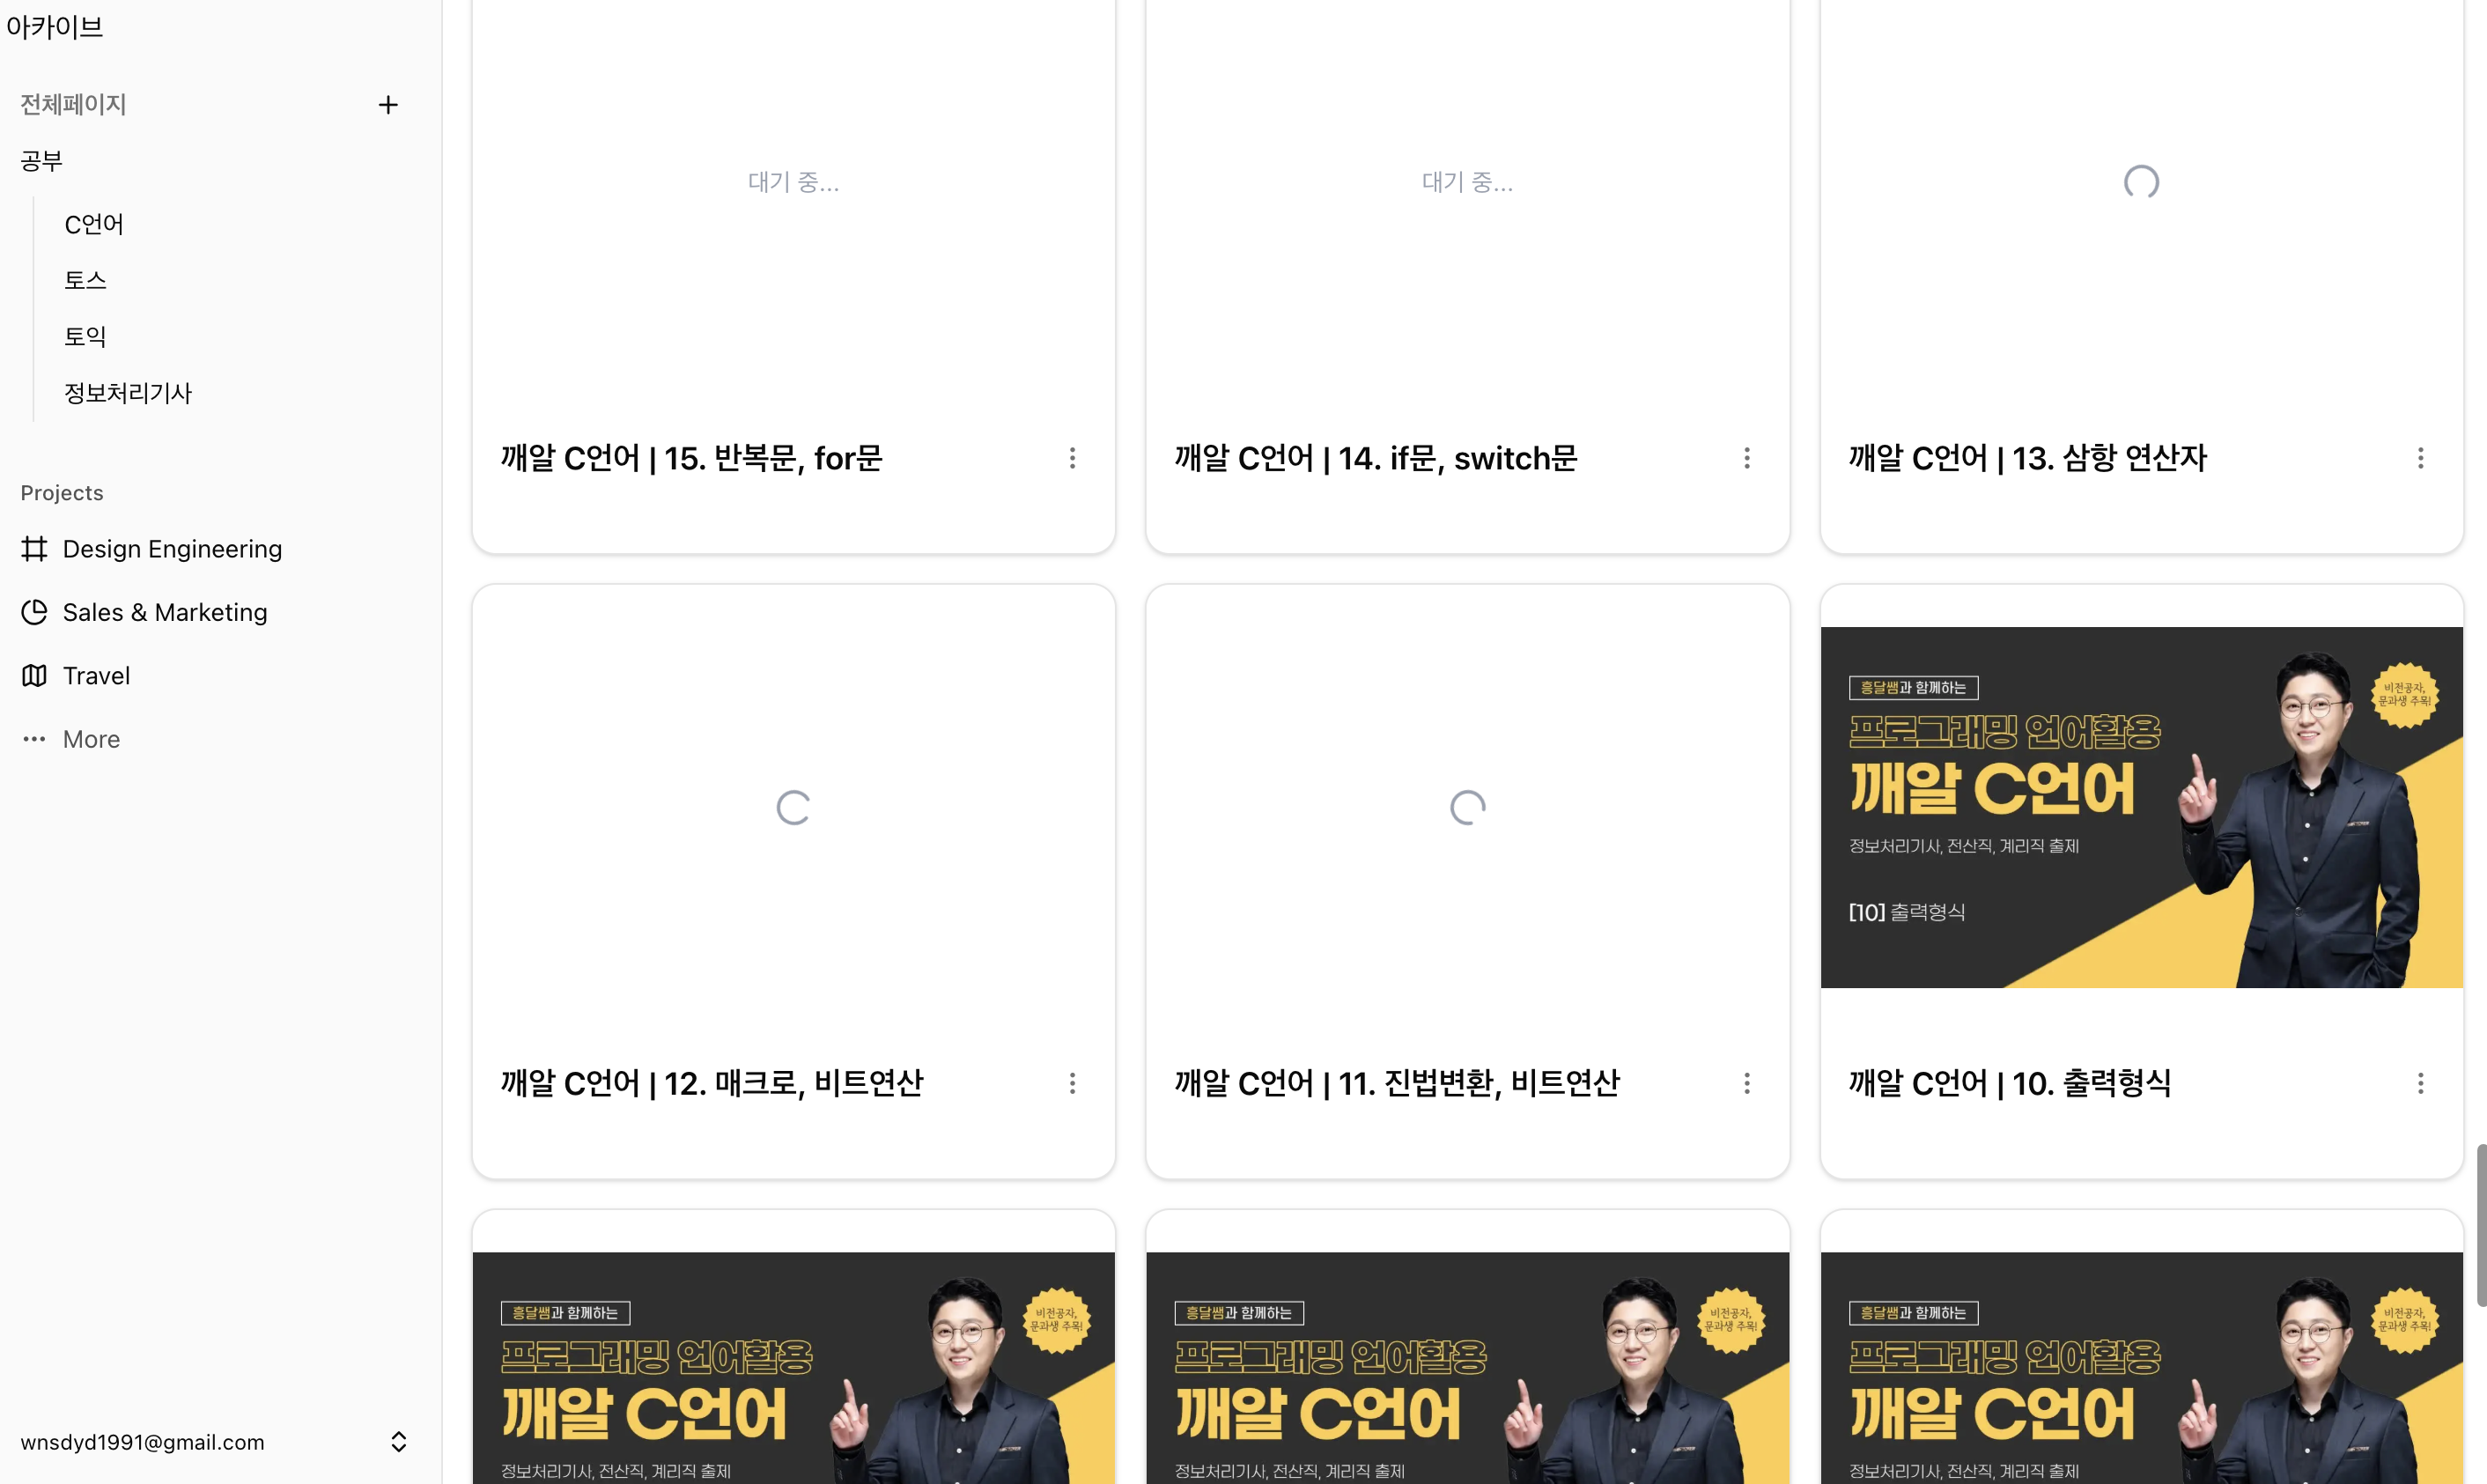 아카이브
전체페이지
공부
C언어
토스
토익
정보처리기사
Projects
Design Engineering
Sales & Marketing
Travel
More
wnsdyd1991@gmail.com
대기 중...
대기 중...
깨알 C언어 | 15. 반복문, for문
깨알 C언어 | 14. if문, switch문
깨알 C언어 | 13. 삼항 연산자
흥달쌤과 함께하는
프로그래밍 언어활용
깨알 C언어
정보처리기사, 전산직, 계리직 출제
[10] 출력형식
비전공자,
문과생 주목!
깨알 C언어 | 12. 매크로, 비트연산
깨알 C언어 | 11. 진법변환, 비트연산
깨알 C언어 | 10. 출력형식
흥달쌤과 함께하는
프로그래밍 언어활용
깨알 C언어
정보처리기사, 전산직, 계리직 출제
비전공자,
문과생 주목!
흥달쌤과 함께하는
프로그래밍 언어활용
깨알 C언어
정보처리기사, 전산직, 계리직 출제
비전공자,
문과생 주목!
흥달쌤과 함께하는
프로그래밍 언어활용
깨알 C언어
정보처리기사, 전산직, 계리직 출제
비전공자,
문과생 주목!